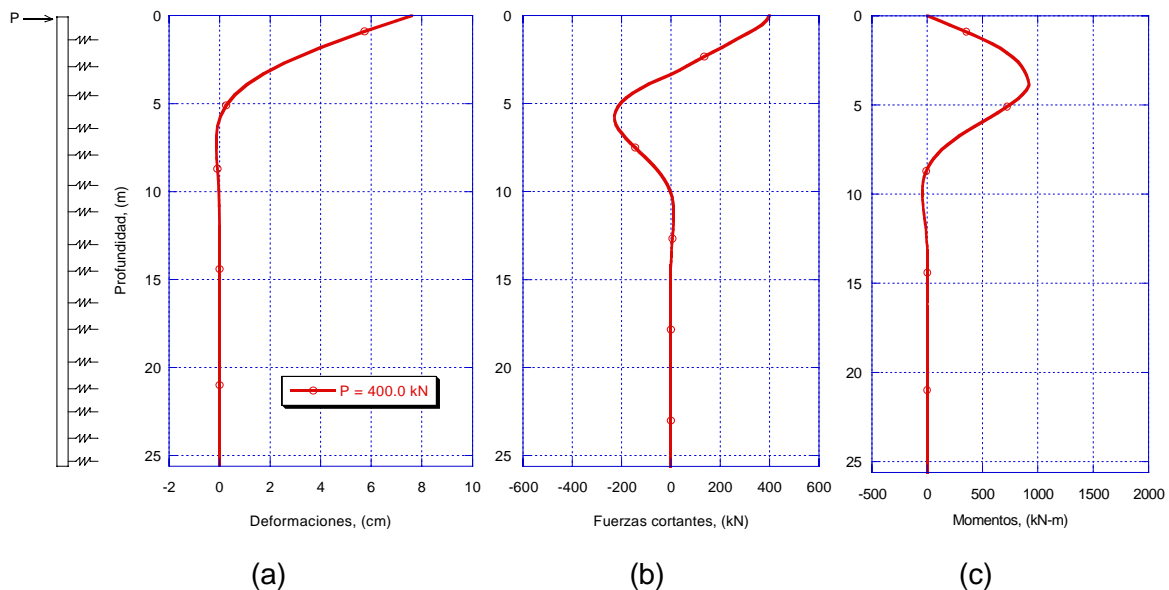 P
Profundidad, (m)
0
5
10
15
20
25
-2 0 2 4 6 8 10
Deformaciones, (cm)
P = 400.0 kN
(a)
0
5
10
15
20
25
-600 -400 -200 0 200 400 600
Fuerzas cortantes, (kN)
(b)
0
5
10
15
20
25
-500 0 500 1000 1500 2000
Momentos, (kN-m)
(c)